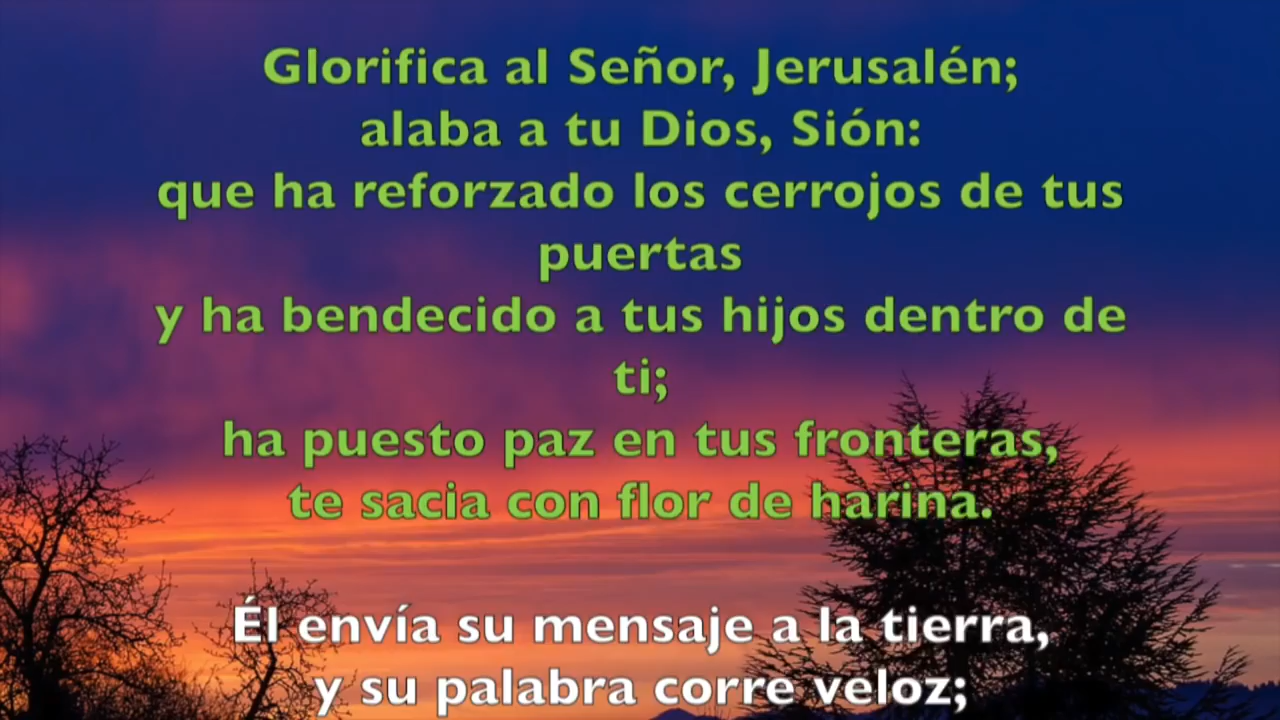 Glorifica al Señor, Jerusalén;
alaba a tu Dios, Sión:
que ha reforzado los cerrojos de tus
puertas
y ha bendecido a tus hijos dentro de
ti;
ha puesto paz en tus fronteras,
te sacia con flor de harina.
Él envía su mensaje a la tierra,
y su palabra corre veloz;